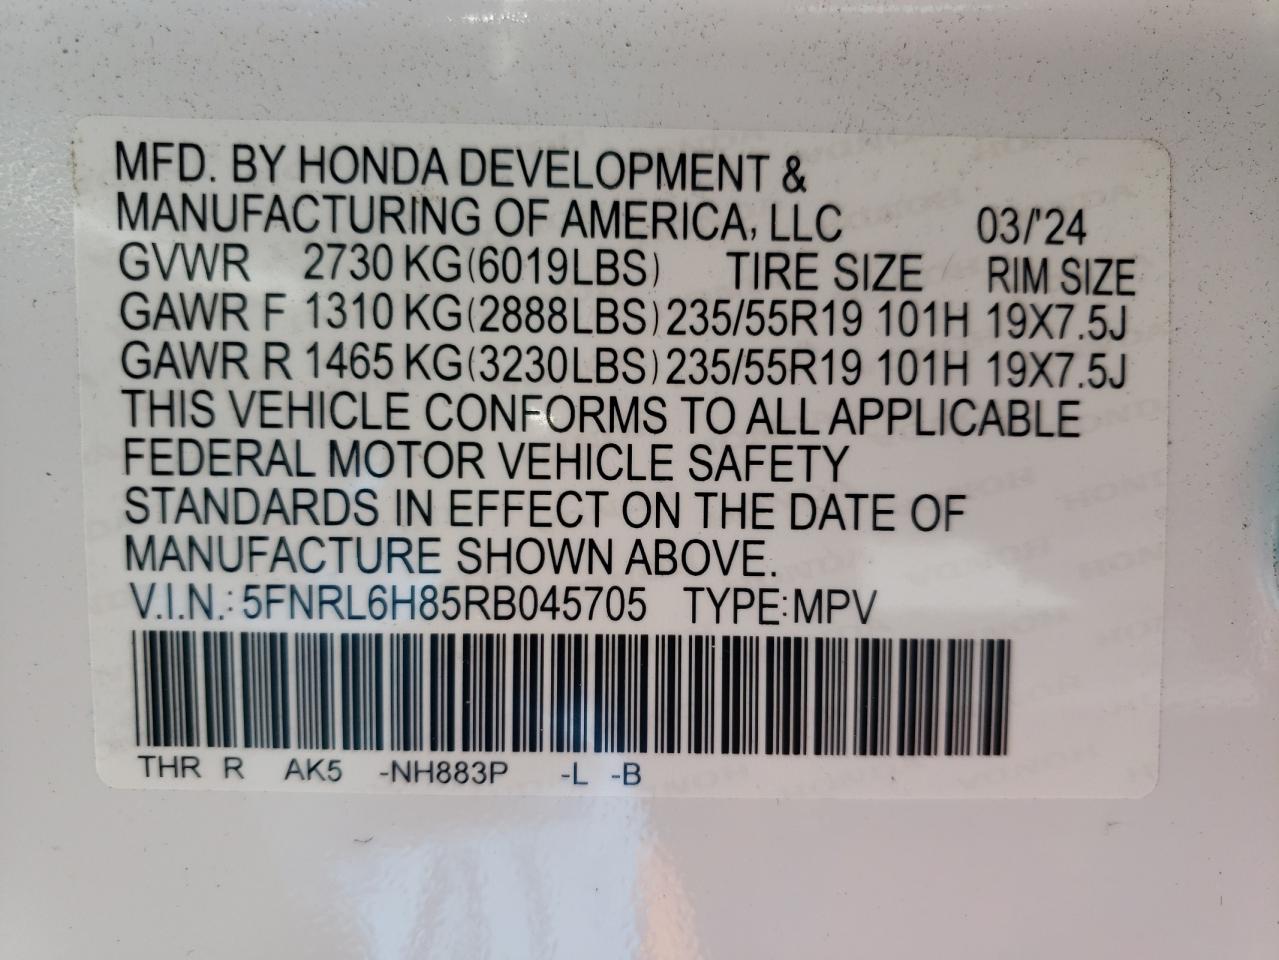 MFD. BY HONDA DEVELOPMENT &
MANUFACTURING OF AMERICA, LLC 03/'24
GVWR 2730 KG(6019LBS) TIRE SIZE RIM SIZE
GAWR F 1310 KG(2888LBS) 235/55R19 101H 19X7.5J
GAWR R 1465 KG(3230LBS) 235/55R19 101H 19X7.5J
THIS VEHICLE CONFORMS TO ALL APPLICABLE
FEDERAL MOTOR VEHICLE SAFETY
STANDARDS IN EFFECT ON THE DATE OF
MANUFACTURE SHOWN ABOVE.
V.I.N.: 5FNRL6H85RB045705 TYPE:MPV
THR R AK5 -NH883P -L -B